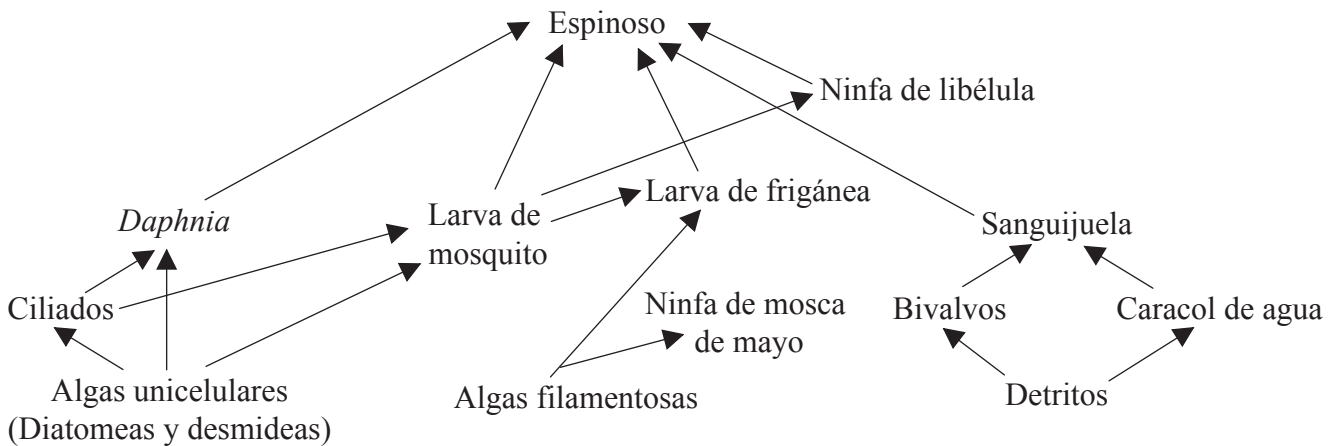 Espinoso
Ninfa de libélula
Larva de frigánea
Daphnia
Larva de
mosquito
Sanguijuela
Ciliados
Ninfa de mosca
de mayo
Bivalvos
Caracol de agua
Algas unicelulares
(Diatomeas y desmideas)
Algas filamentosas
Detritos